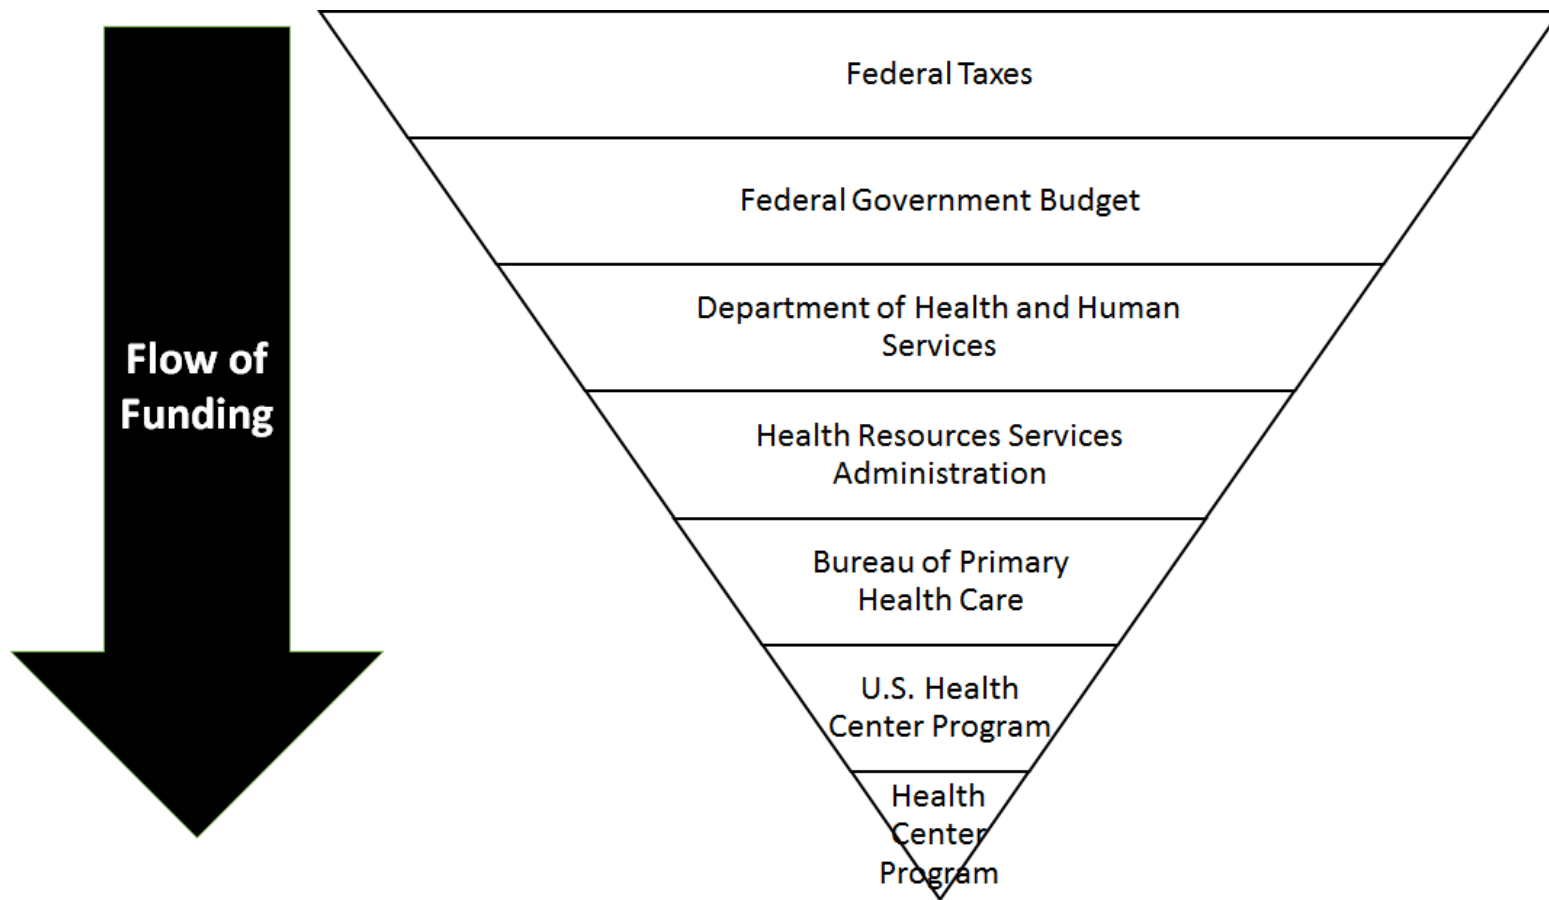 Flow of
Funding
Federal Taxes
Federal Government Budget
Department of Health and Human
Services
Health Resources Services
Administration
Bureau of Primary
Health Care
U.S. Health
Center Program
Health
Center
Program